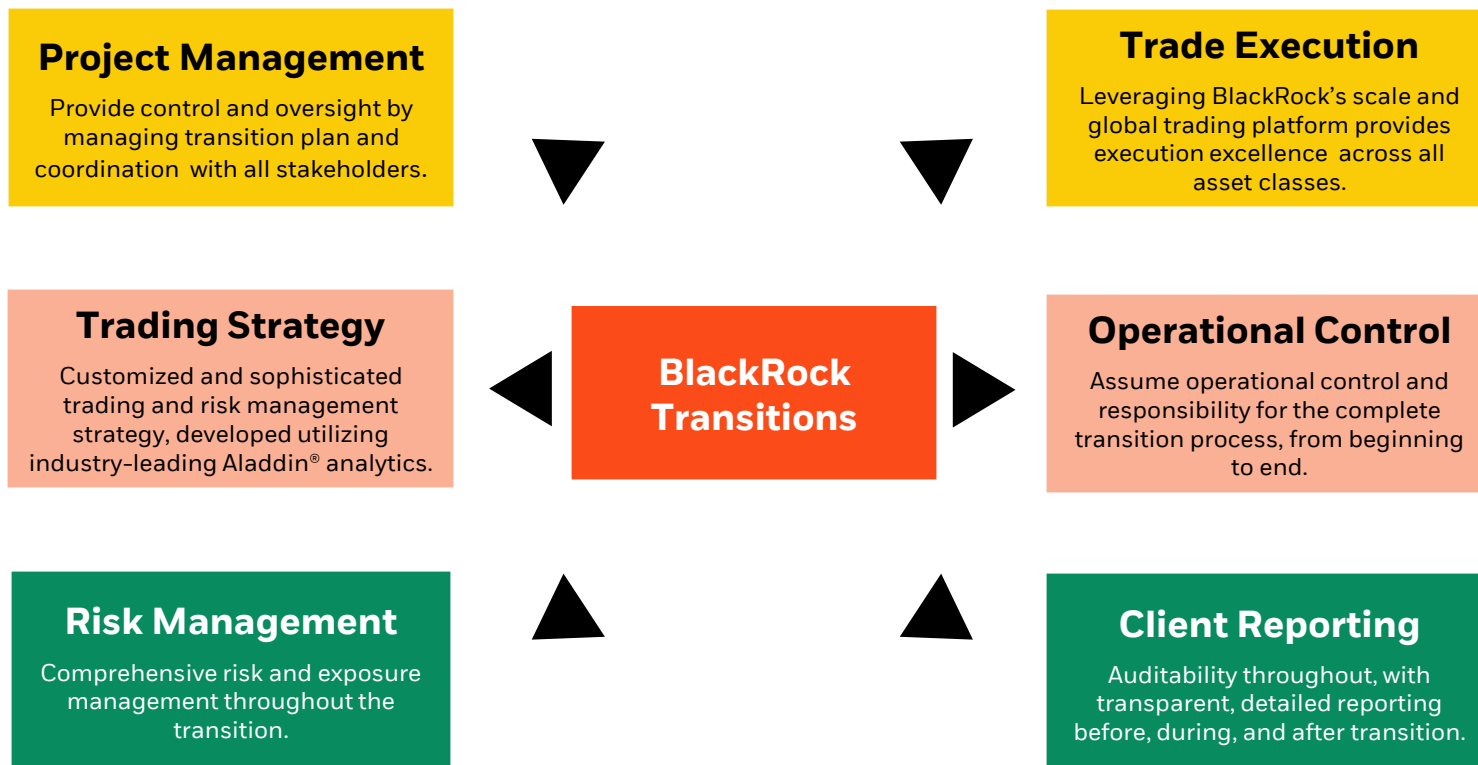 Project Management
Provide control and oversight by
managing transition plan and
coordination with all stakeholders.
Trade Execution
Leveraging BlackRock’s scale and
global trading platform provides
execution excellence across all
asset classes.
Trading Strategy
Customized and sophisticated
trading and risk management
strategy, developed utilizing
industry-leading Aladdin® analytics.
BlackRock
Transitions
Operational Control
Assume operational control and
responsibility for the complete
transition process, from beginning
to end.
Risk Management
Comprehensive risk and exposure
management throughout the
transition.
Client Reporting
Auditability throughout, with
transparent, detailed reporting
before, during, and after transition.